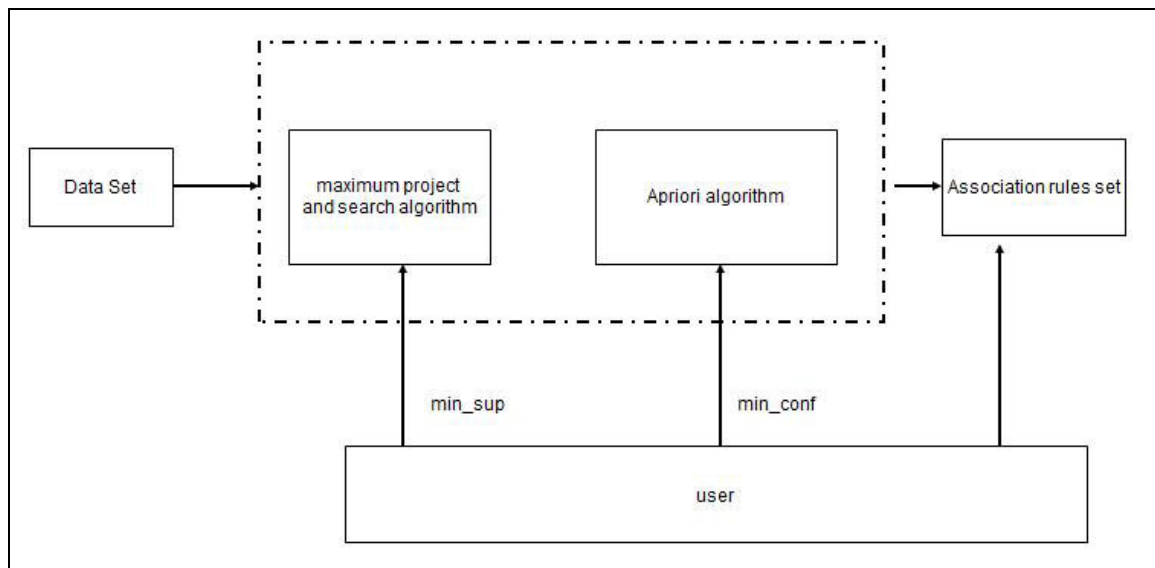 Data Set
maximum project
and search algorithm
Apriori algorithm
Association rules set
min_sup
min_conf
user